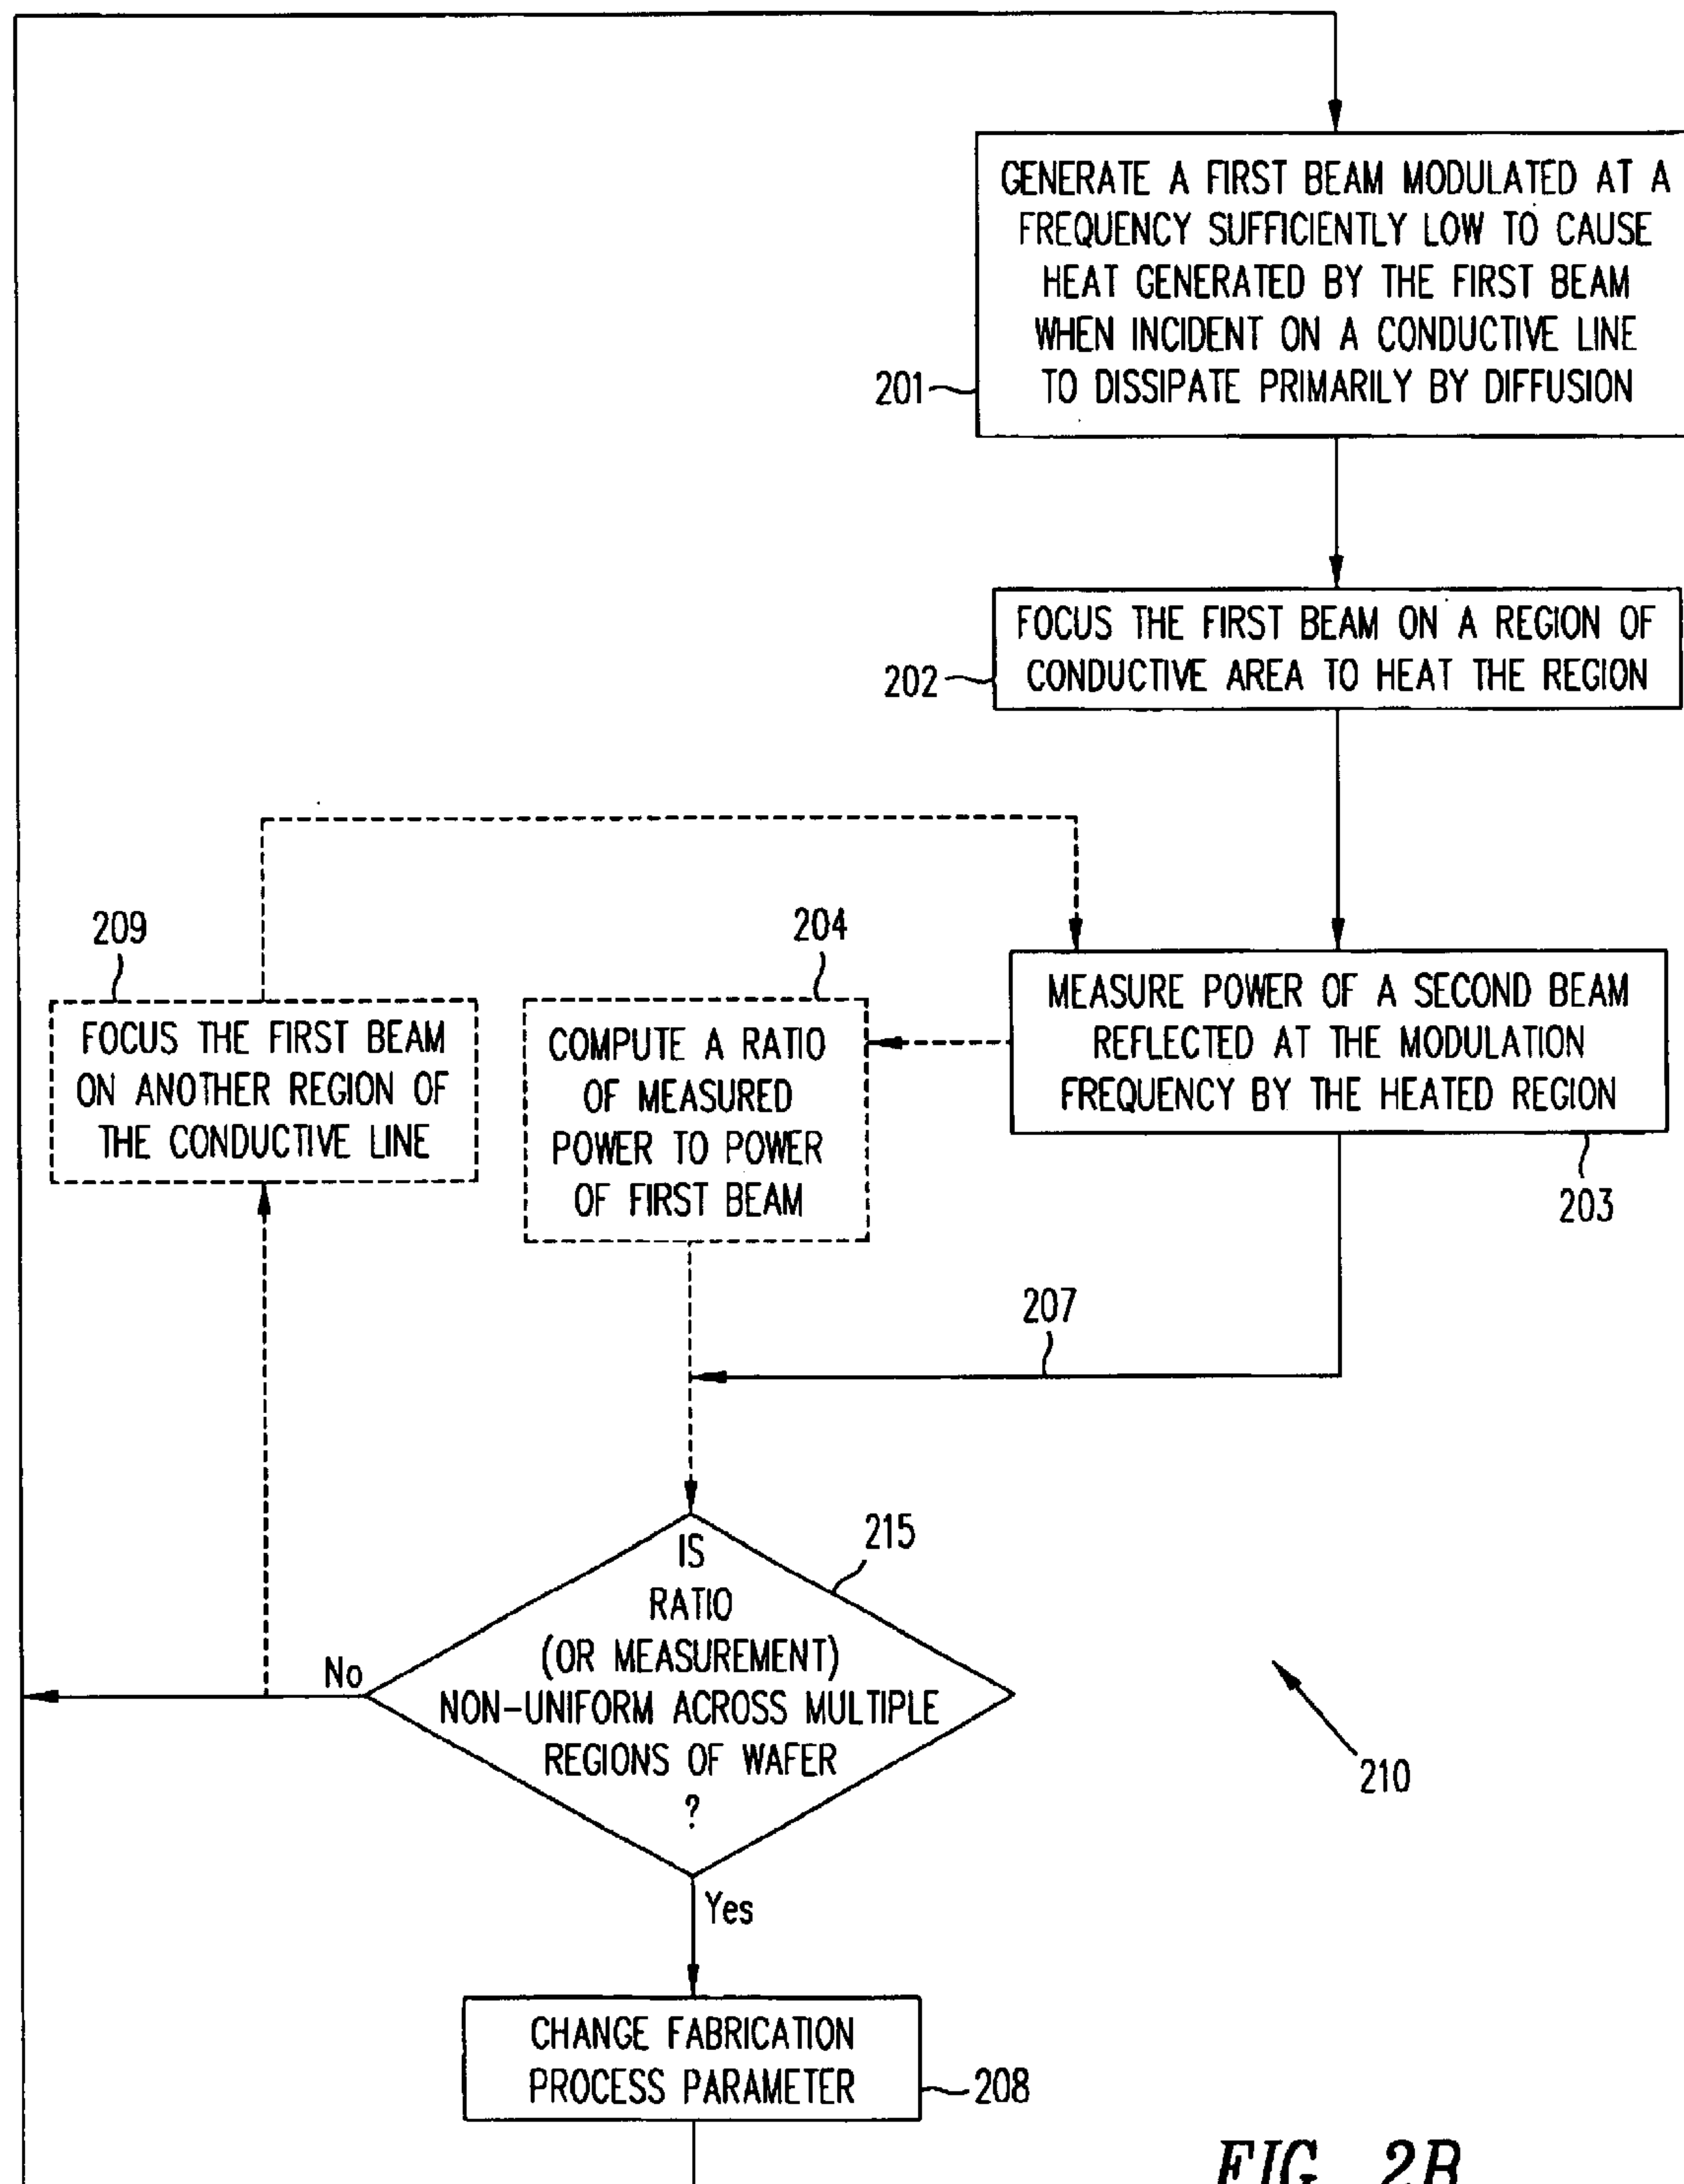 GENERATE A FIRST BEAM MODULATED AT A
FREQUENCY SUFFICIENTLY LOW TO CAUSE
HEAT GENERATED BY THE FIRST BEAM
WHEN INCIDENT ON A CONDUCTIVE LINE
TO DISSIPATE PRIMARILY BY DIFFUSION
201
FOCUS THE FIRST BEAM ON A REGION OF
CONDUCTIVE AREA TO HEAT THE REGION
202
209
FOCUS THE FIRST BEAM
ON ANOTHER REGION OF
THE CONDUCTIVE LINE
204
COMPUTE A RATIO
OF MEASURED
POWER TO POWER
OF FIRST BEAM
MEASURE POWER OF A SECOND BEAM
REFLECTED AT THE MODULATION
FREQUENCY BY THE HEATED REGION
203
207
215
IS
RATIO
(OR MEASUREMENT)
NON-UNIFORM ACROSS MULTIPLE
REGIONS OF WAFER
?
No
210
Yes
CHANGE FABRICATION
PROCESS PARAMETER
208
FIG. 2B